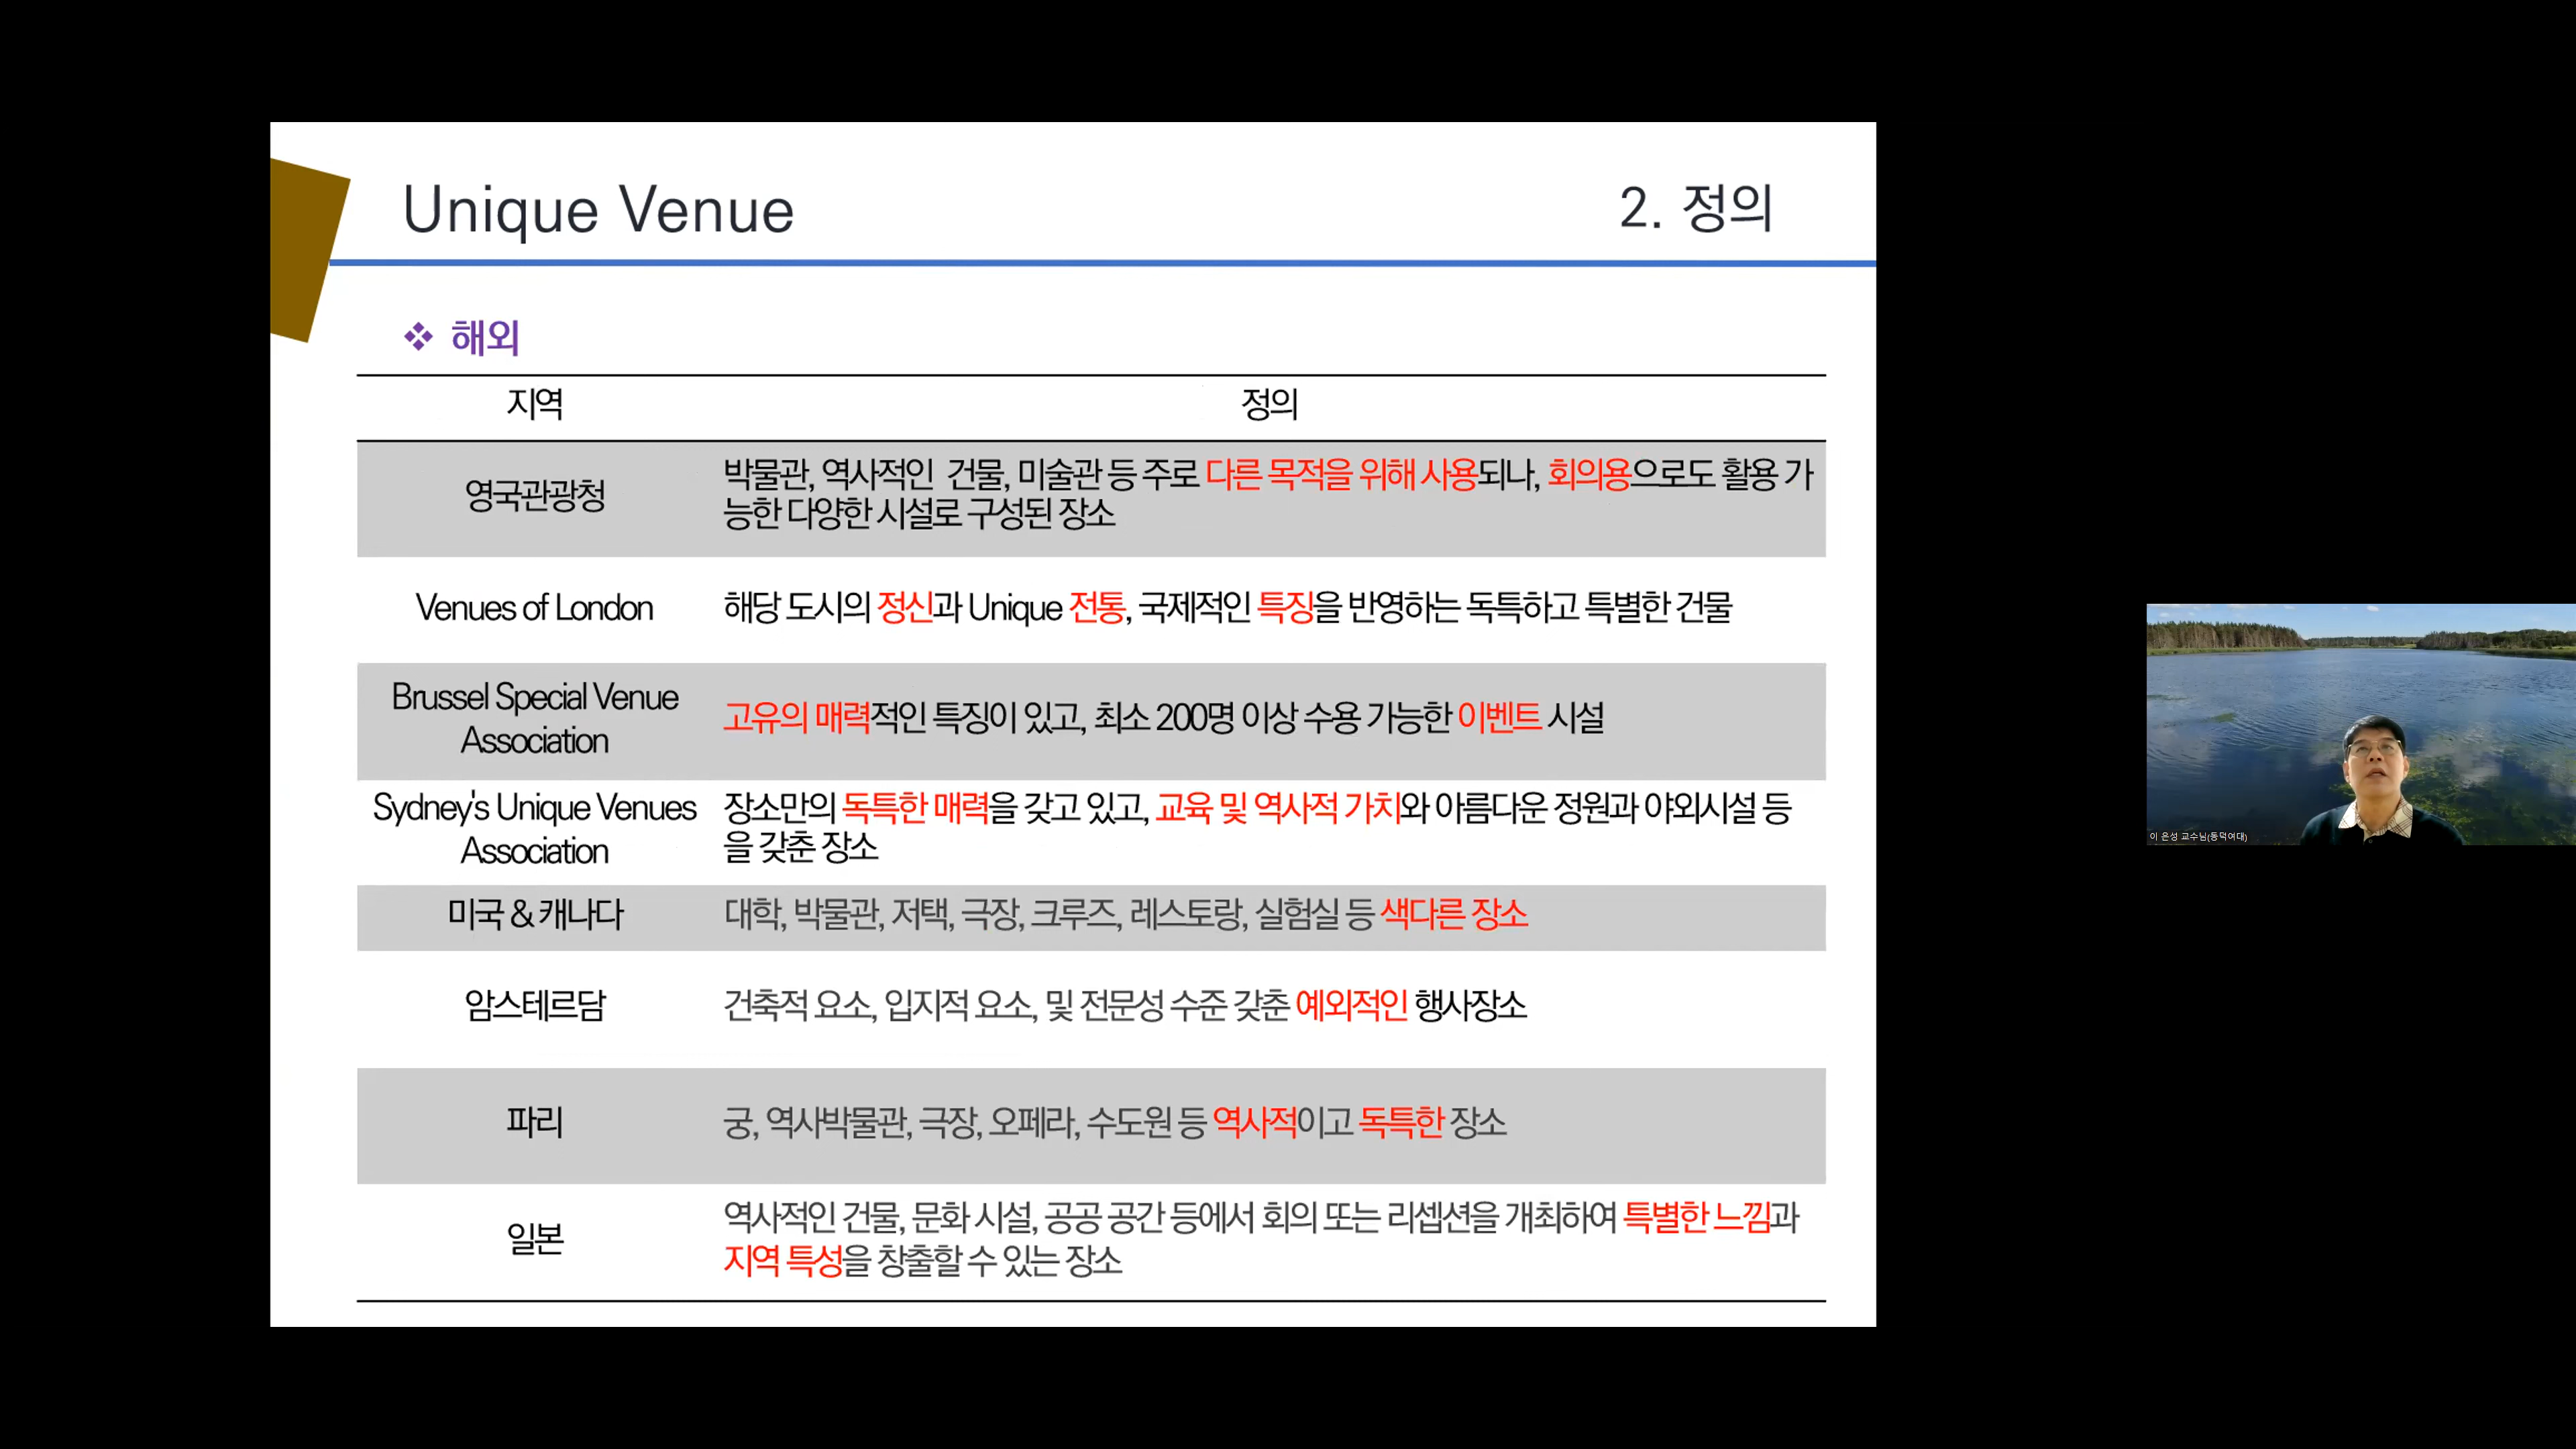 Unique Venue
2. 정의
❖ 해외
지역
정의
영국관광청
박물관, 역사적인 건물, 미술관 등 주로 다른 목적을 위해 사용되나, 회의용으로도 활용 가
능한 다양한 시설로 구성된 장소
Venues of London
해당 도시의 정신과 Unique 전통, 국제적인 특징을 반영하는 독특하고 특별한 건물
Brussel Special Venue
Association
고유의 매력적인 특징이 있고, 최소 200명 이상 수용 가능한 이벤트 시설
Sydney's Unique Venues
Association
장소만의 독특한 매력을 갖고 있고, 교육 및 역사적 가치와 아름다운 정원과 야외시설 등
을 갖춘 장소
미국 & 캐나다
대학, 박물관, 저택, 극장, 크루즈, 레스토랑, 실험실 등 색다른 장소
암스테르담
건축적 요소, 입지적 요소, 및 전문성 수준 갖춘 예외적인 행사장소
파리
궁, 역사박물관, 극장, 오페라, 수도원 등 역사적이고 독특한 장소
일본
역사적인 건물, 문화 시설, 공공 공간 등에서 회의 또는 리셉션을 개최하여 특별한 느낌과
지역 특성을 창출할 수 있는 장소
이 은성 교수님(동덕여대)